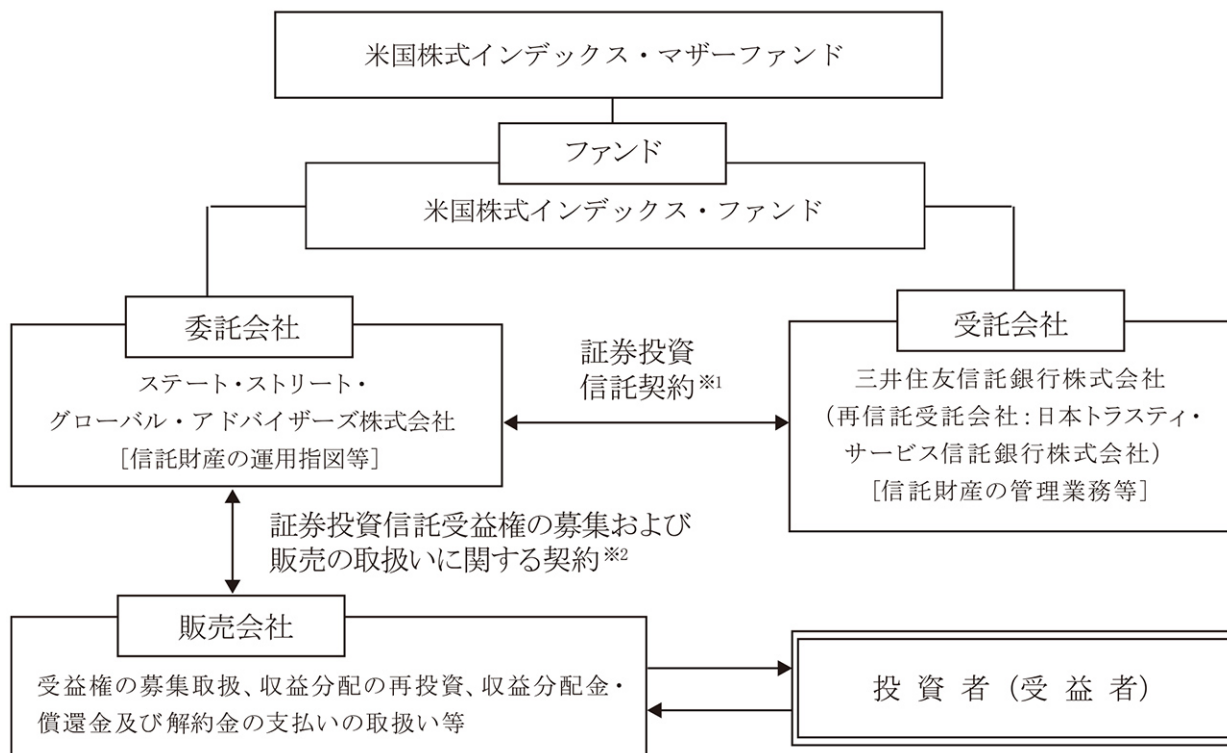 米国株式インデックス・マザーファンド
ファンド
米国株式インデックス・ファンド
委託会社
ステート・ストリート・
グローバル・アドバイザーズ株式会社
[信託財産の運用指図等]
証券投資
信託契約※1
受託会社
三井住友信託銀行株式会社
(再信託受託会社:日本トラスティ・
サービス信託銀行株式会社)
[信託財産の管理業務等]
証券投資信託受益権の募集および
販売の取扱いに関する契約※2
販売会社
受益権の募集取扱、収益分配の再投資、収益分配金・
償還金及び解約金の支払いの取扱い等
投資者(受益者)